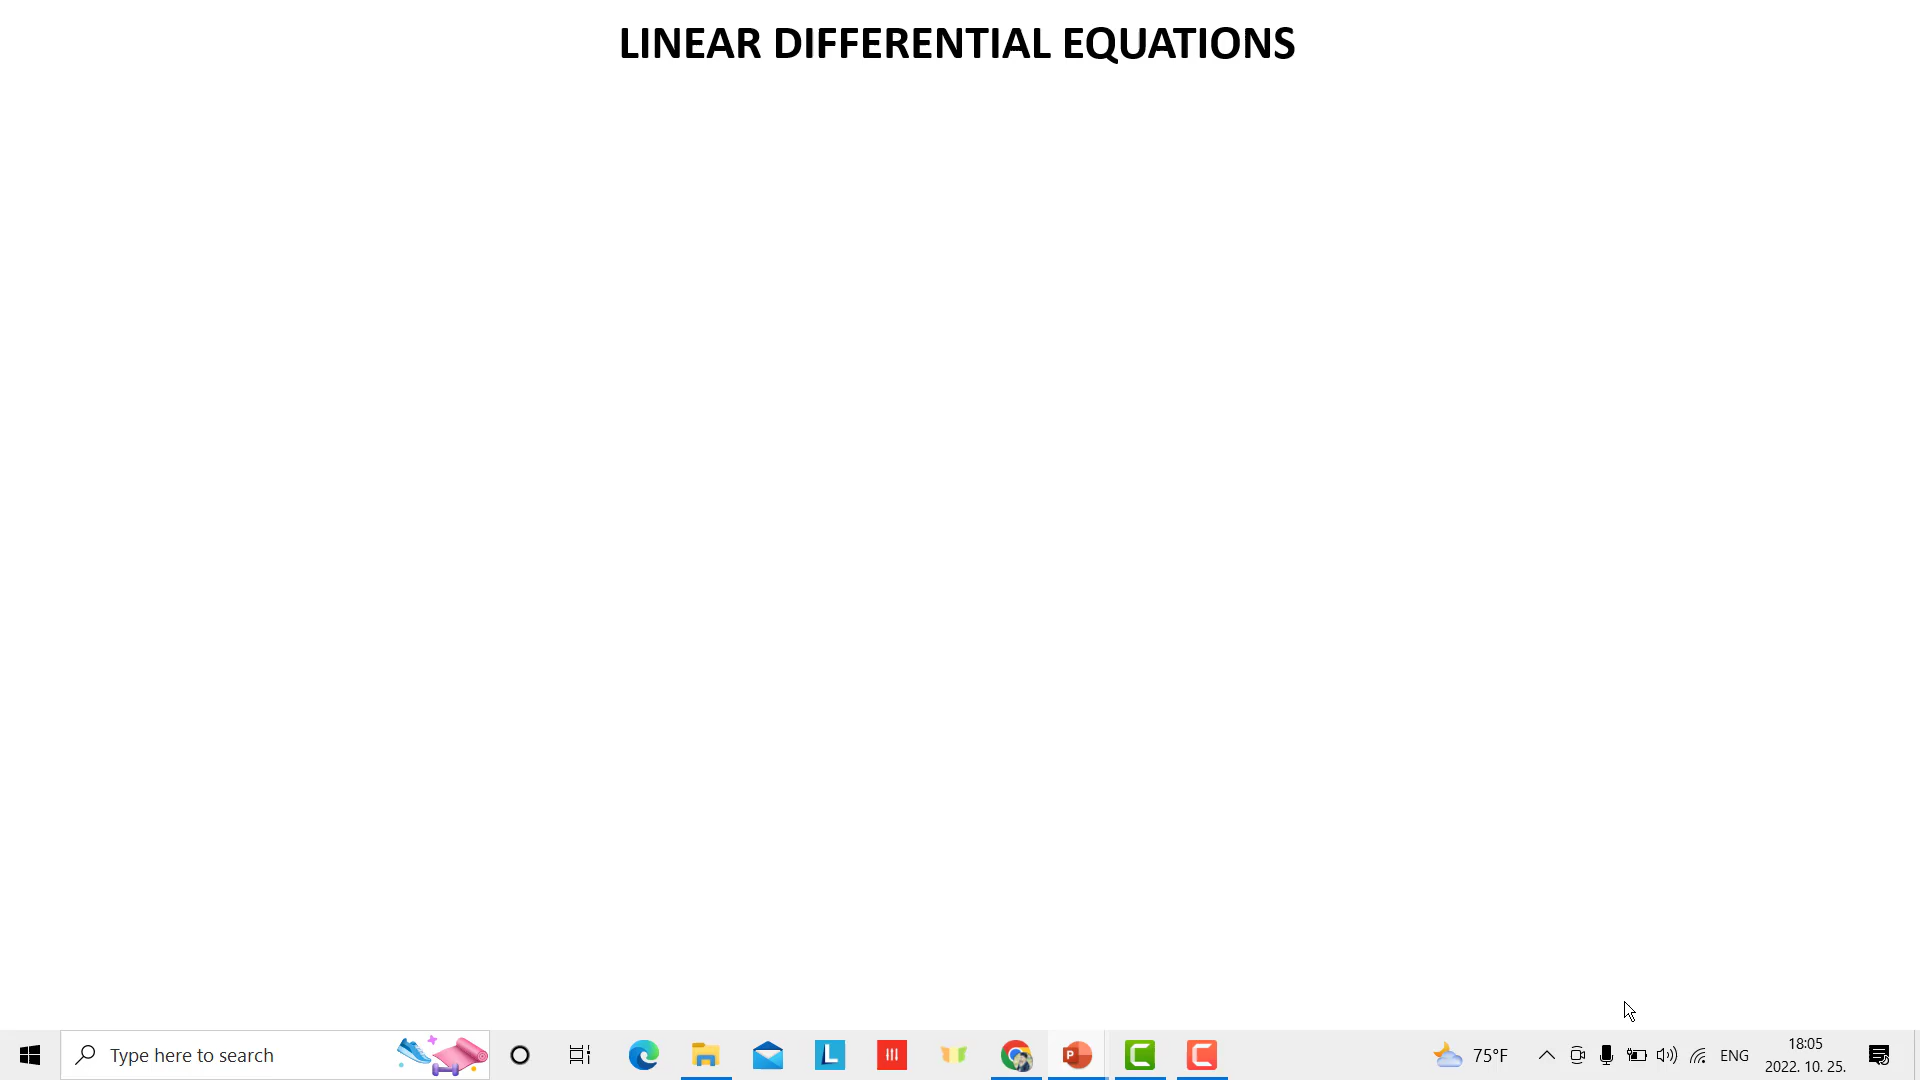 LINEAR DIFFERENTIAL EQUATIONS
Type here to search
75°F
ENG
18:05
2022. 10. 25.